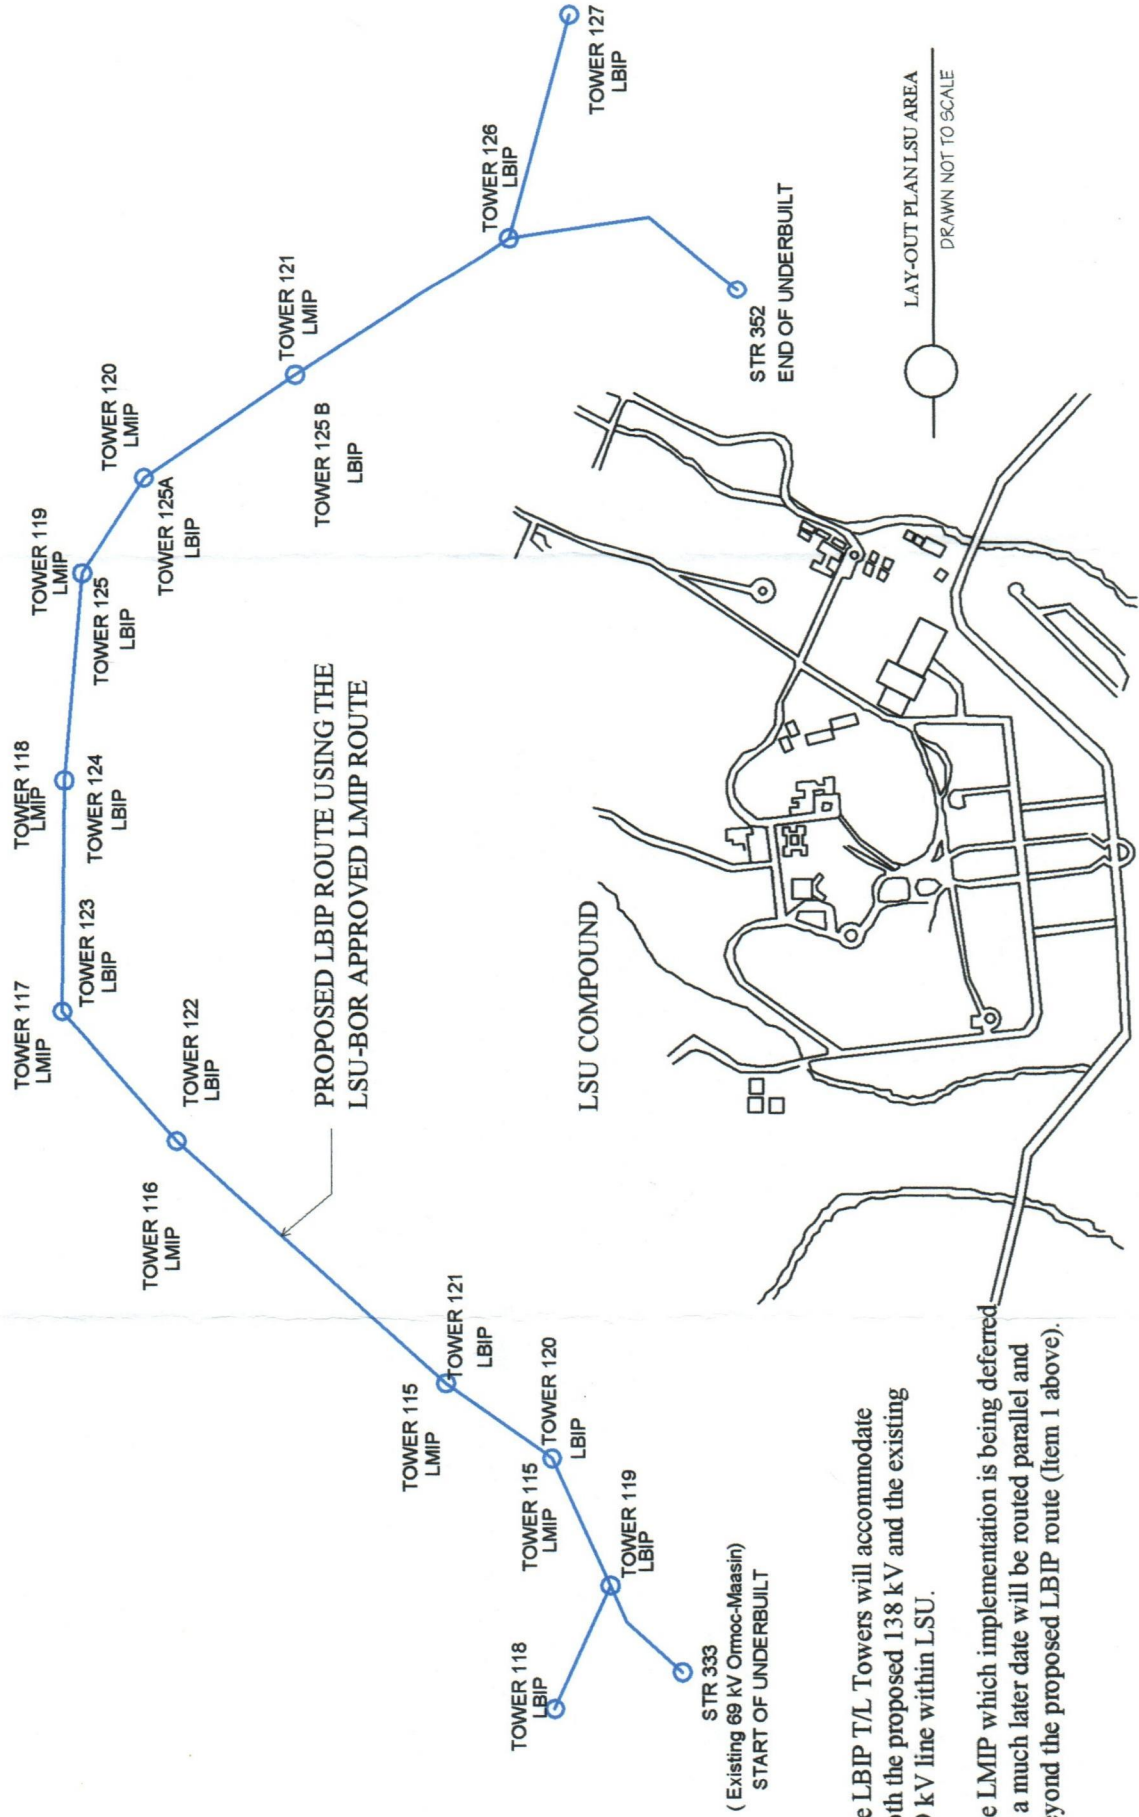 TOWER 118
LBIP
STR 333
( Existing 69 kV Ormoc-Maasin)
START OF UNDERBUILT
TOWER 119
LBIP
TOWER 115
LMIP
TOWER 120
LBIP
TOWER 115
LMIP
TOWER 121
LBIP
TOWER 116
LMIP
TOWER 122
LBIP
TOWER 117
LMIP
TOWER 123
LBIP
TOWER 118
LMIP
TOWER 124
LBIP
TOWER 119
LMIP
TOWER 125
LBIP
TOWER 120
LMIP
TOWER 125A
LBIP
TOWER 121
LMIP
TOWER 125 B
LBIP
TOWER 126
LBIP
TOWER 127
LBIP
STR 352
END OF UNDERBUILT
PROPOSED LBIP ROUTE USING THE
LSU-BOR APPROVED LMIP ROUTE
LSU COMPOUND
LAY-OUT PLAN LSU AREA
DRAWN NOT TO SCALE
LBIP T/L Towers will accommodate
the proposed 138 kV and the existing
kV line within LSU.
LMIP which implementation is being deferred
a much later date will be routed parallel and
the proposed LBIP route (Item 1 above).